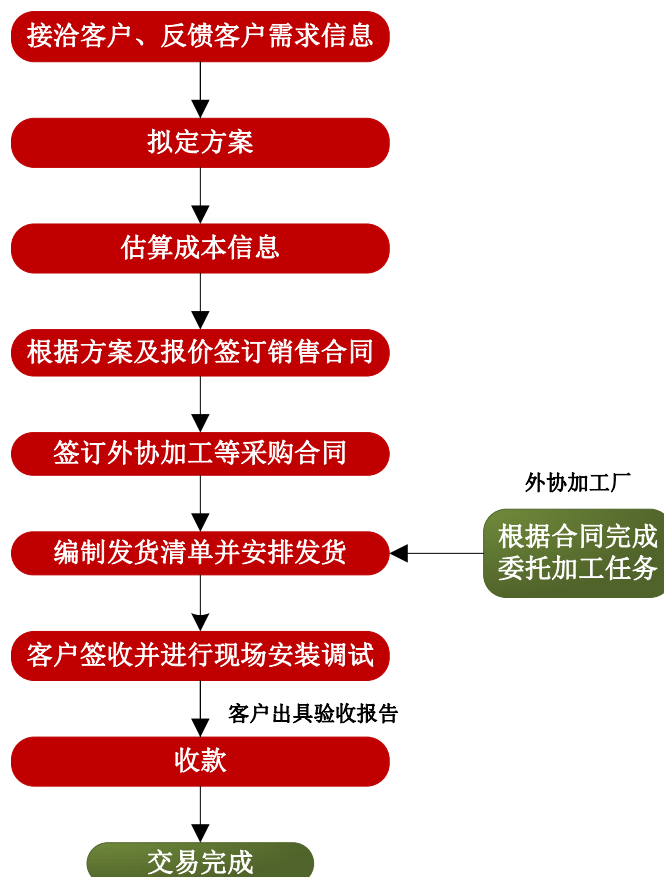 接洽客户、反馈客户需求信息
拟定方案
估算成本信息
根据方案及报价签订销售合同
签订外协加工等采购合同
外协加工厂
根据合同完成
委托加工任务
编制发货清单并安排发货
客户签收并进行现场安装调试
客户出具验收报告
收款
交易完成